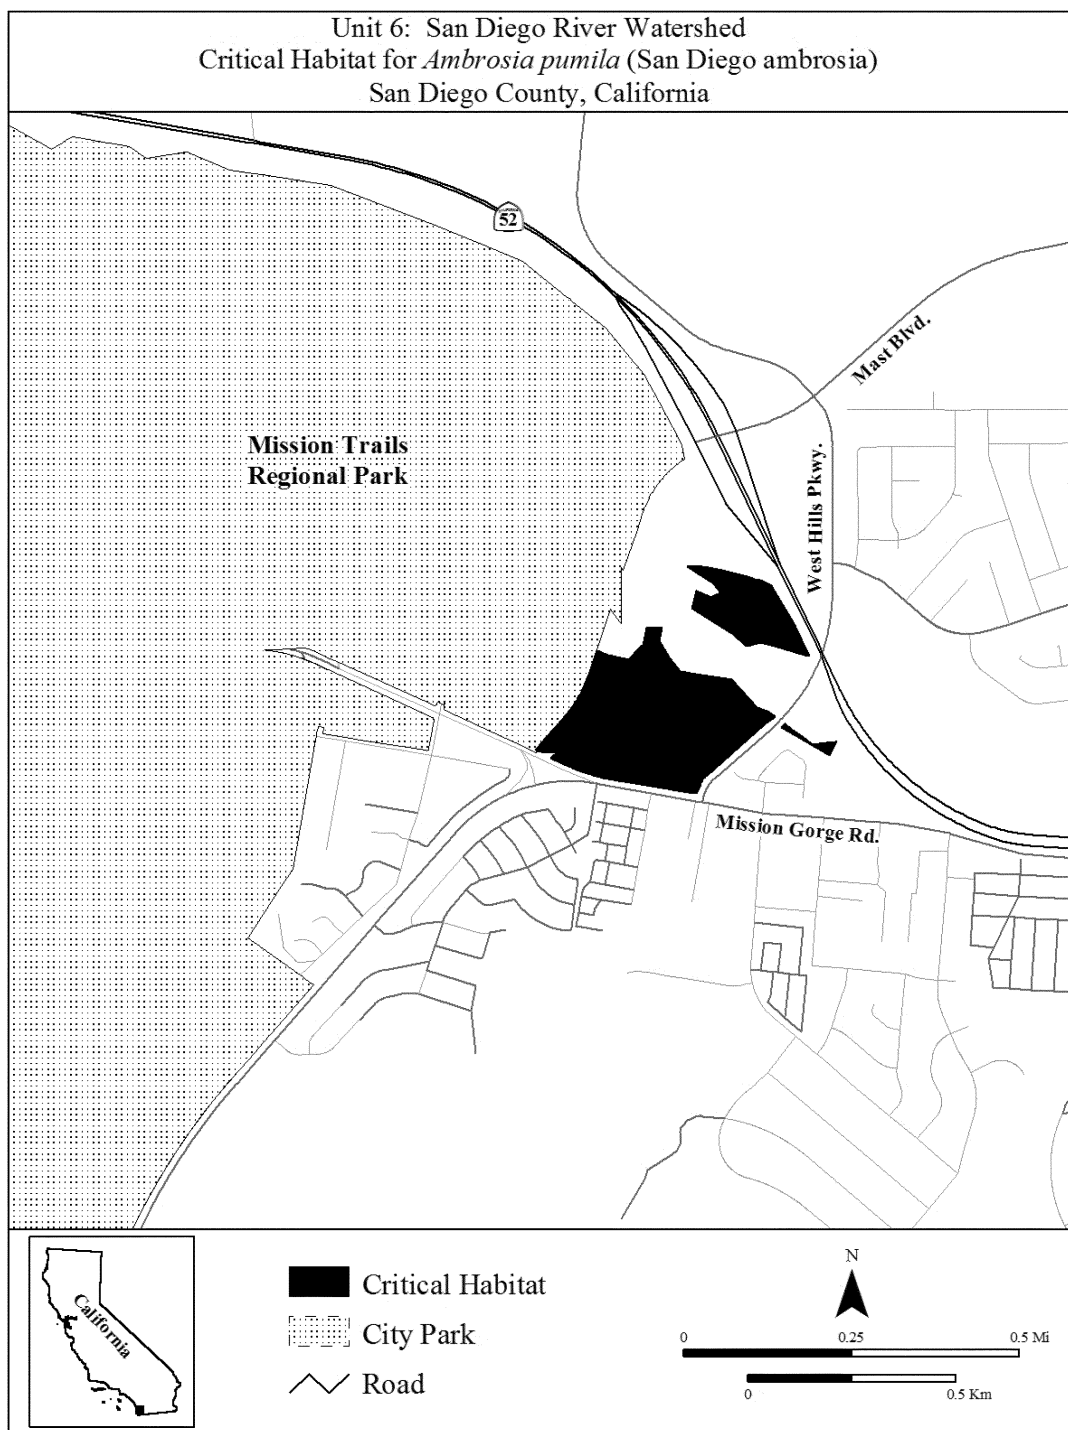 Unit 6: San Diego River Watershed
Critical Habitat for Ambrosia pumila (San Diego ambrosia)
San Diego County, California
52
Mast Blvd.
Mission Trails
Regional Park
West Hills Pkwy.
Mission Gorge Rd.
California
Critical Habitat
City Park
Road
N
0 0.25 0.5 Mi
0 0.5 Km